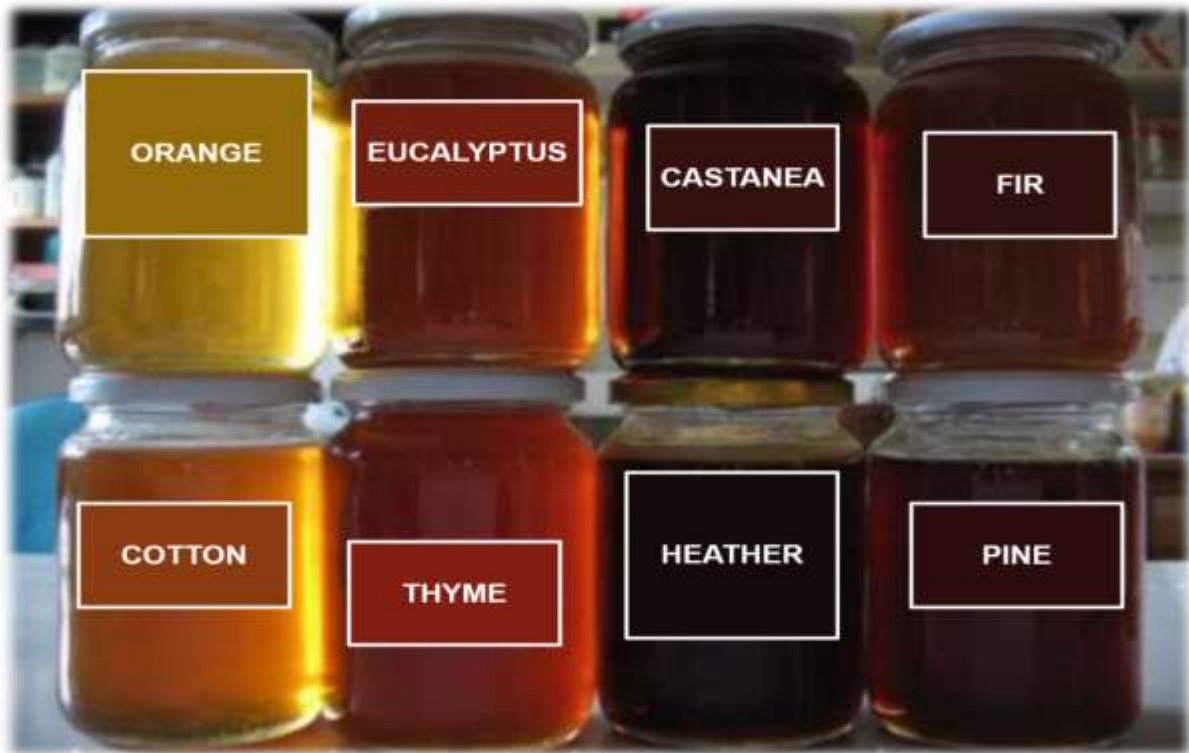 ORANGE
EUCALYPTUS
CASTANEA
FIR
COTTON
THYME
HEATHER
PINE